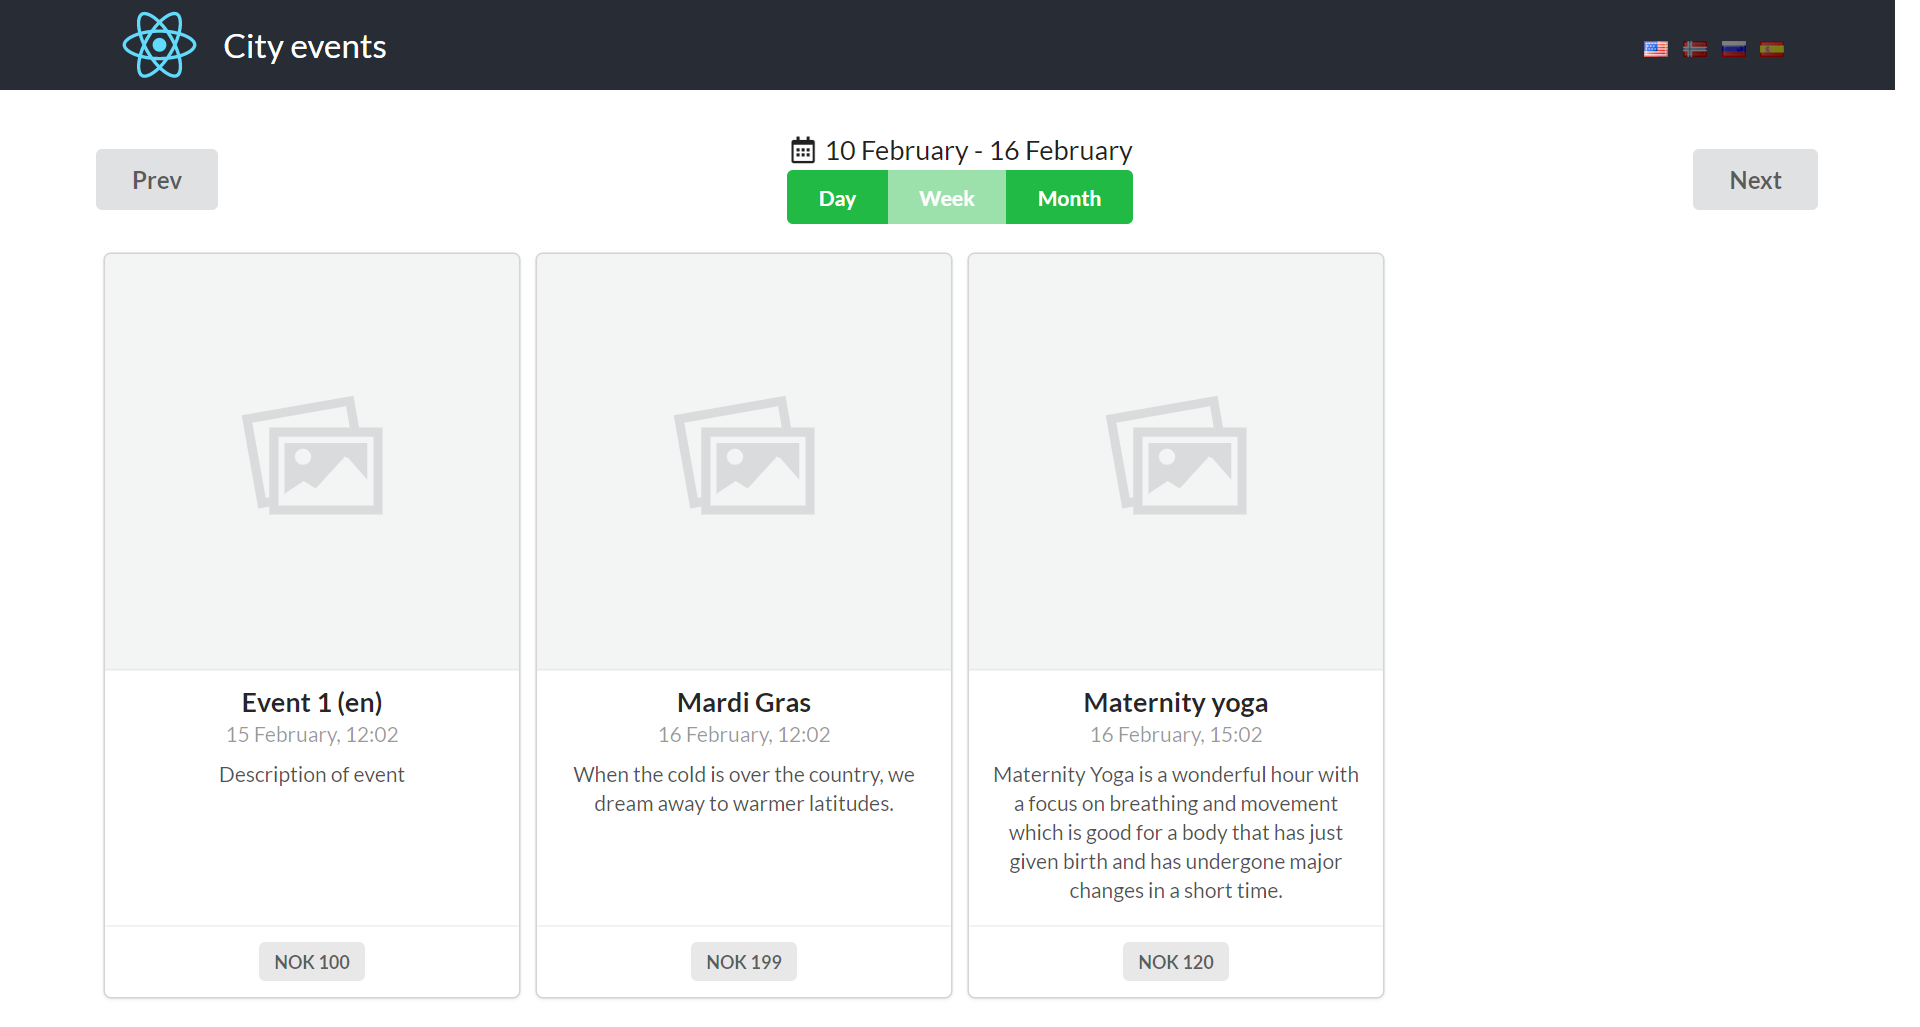 City events
Prev
10 February - 16 February
Next
Day Week Month
Event 1 (en)
15 February, 12:02
Description of event
NOK 100
Mardi Gras
16 February, 12:02
When the cold is over the country, we
dream away to warmer latitudes.
NOK 199
Maternity yoga
16 February, 15:02
Maternity Yoga is a wonderful hour with
a focus on breathing and movement
which is good for a body that has just
given birth and has undergone major
changes in a short time.
NOK 120